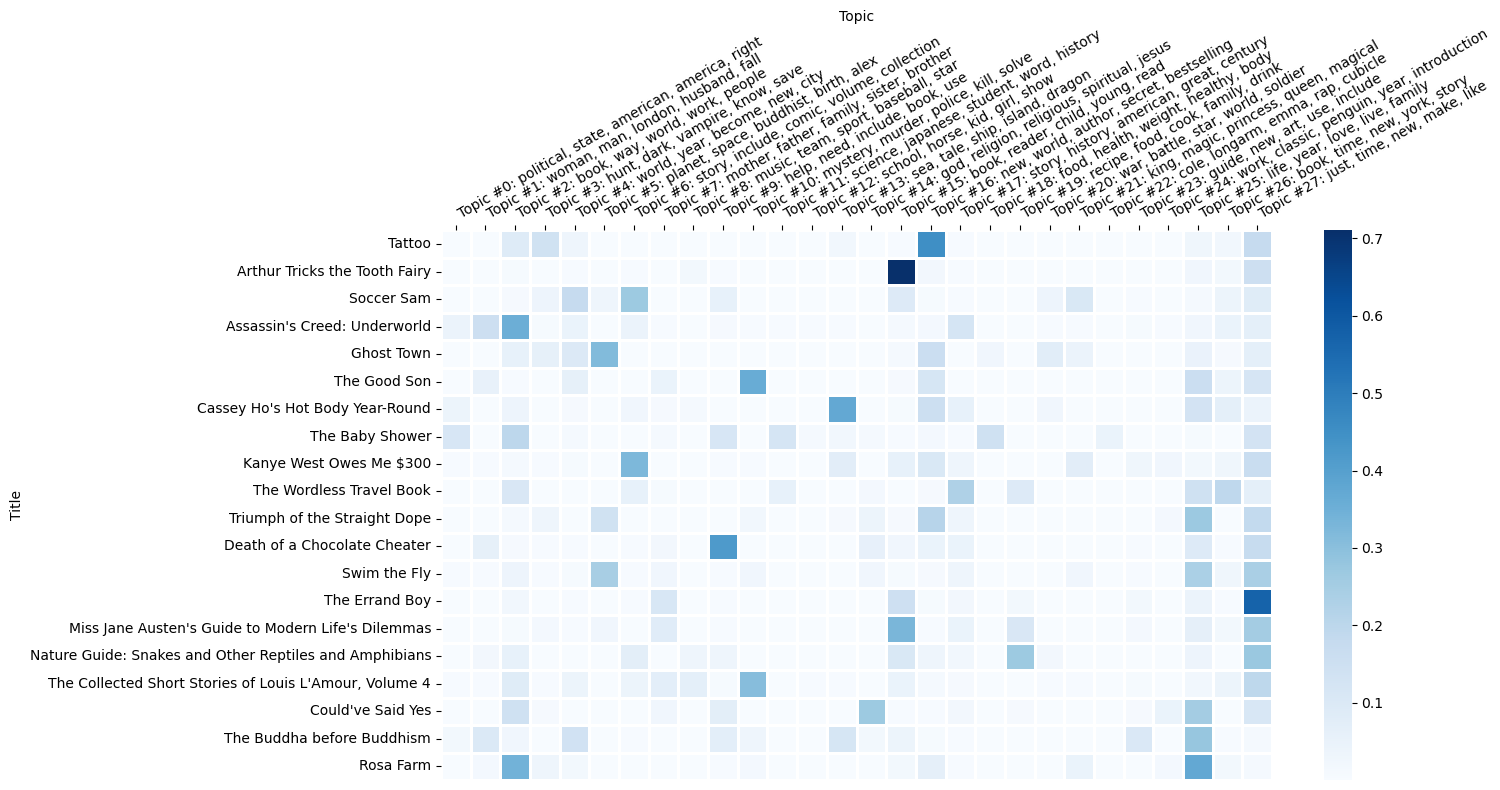 Topic
Topic #0: political, state, american, america, right
Topic #1: woman, man, london, husband, fall
Topic #2: book, way, world, work, people
Topic #3: hunt, dark, vampire, know, save
Topic #4: world, year, become, new, city
Topic #5: planet, space, buddhist, birth, alex
Topic #6: story, include, comic, volume, collection
Topic #7: mother, father, family, sister, brother
Topic #8: music, team, sport, baseball, star
Topic #9: help, need, include, book, use
Topic #10: mystery, murder, police, kill, solve
Topic #11: science, japanese, student, word, history
Topic #12: school, horse, kid, girl, show
Topic #13: sea, tale, ship, island, dragon
Topic #14: god, religion, religious, spiritual, jesus
Topic #15: book, reader, child, young, read
Topic #16: new, world, author, secret, bestselling
Topic #17: story, history, american, great, century
Topic #18: food, health, weight, healthy, body
Topic #19: recipe, food, cook, family, drink
Topic #20: war, battle, star, world, soldier
Topic #21: king, magic, princess, queen, magical
Topic #22: cole, longarm, emma, rap, cubicle
Topic #23: guide, new, art, use, include
Topic #24: work, classic, penguin, year, introduction
Topic #25: life, year, love, live, family
Topic #26: book, time, new, york, story
Topic #27: just, time, new, make, like
Title
Tattoo
Arthur Tricks the Tooth Fairy
Soccer Sam
Assassin's Creed: Underworld
Ghost Town
The Good Son
Cassey Ho's Hot Body Year-Round
The Baby Shower
Kanye West Owes Me $300
The Wordless Travel Book
Triumph of the Straight Dope
Death of a Chocolate Cheater
Swim the Fly
The Errand Boy
Miss Jane Austen's Guide to Modern Life's Dilemmas
Nature Guide: Snakes and Other Reptiles and Amphibians
The Collected Short Stories of Louis L'Amour, Volume 4
Could've Said Yes
The Buddha before Buddhism
Rosa Farm
0.7
0.6
0.5
0.4
0.3
0.2
0.1